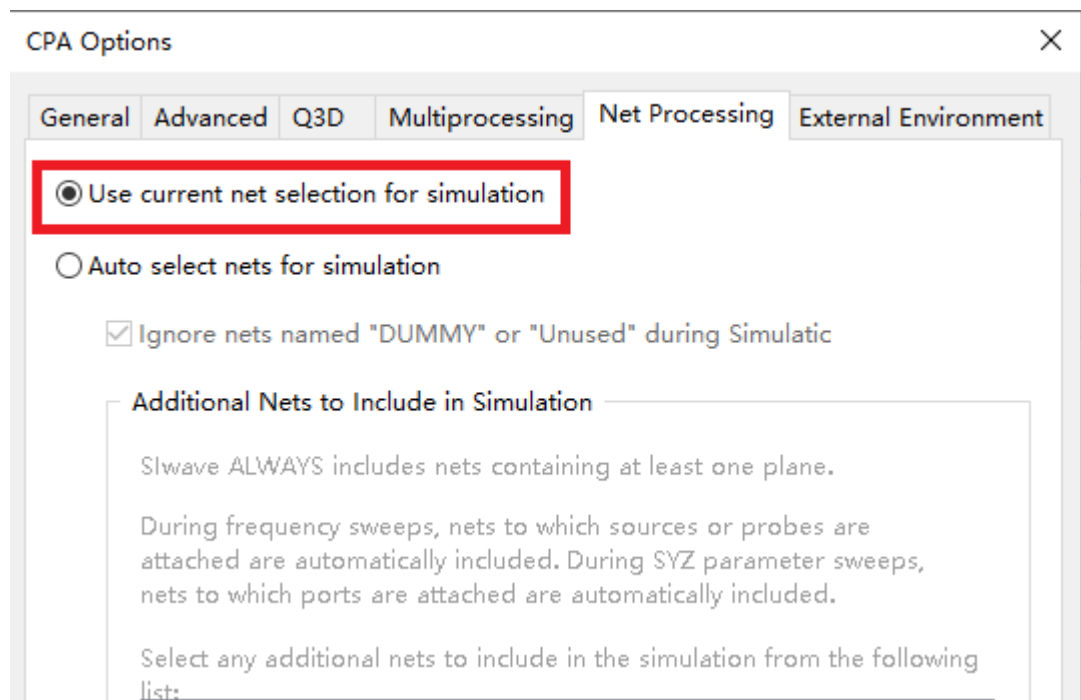 CPA Options
General Advanced Q3D Multiprocessing Net Processing External Environment
Use current net selection for simulation
Auto select nets for simulation
Ignore nets named "DUMMY" or "Unused" during Simulatic
Additional Nets to Include in Simulation
SIwave ALWAYS includes nets containing at least one plane.
During frequency sweeps, nets to which sources or probes are
attached are automatically included. During SYZ parameter sweeps,
nets to which ports are attached are automatically included.
Select any additional nets to include in the simulation from the following
list: